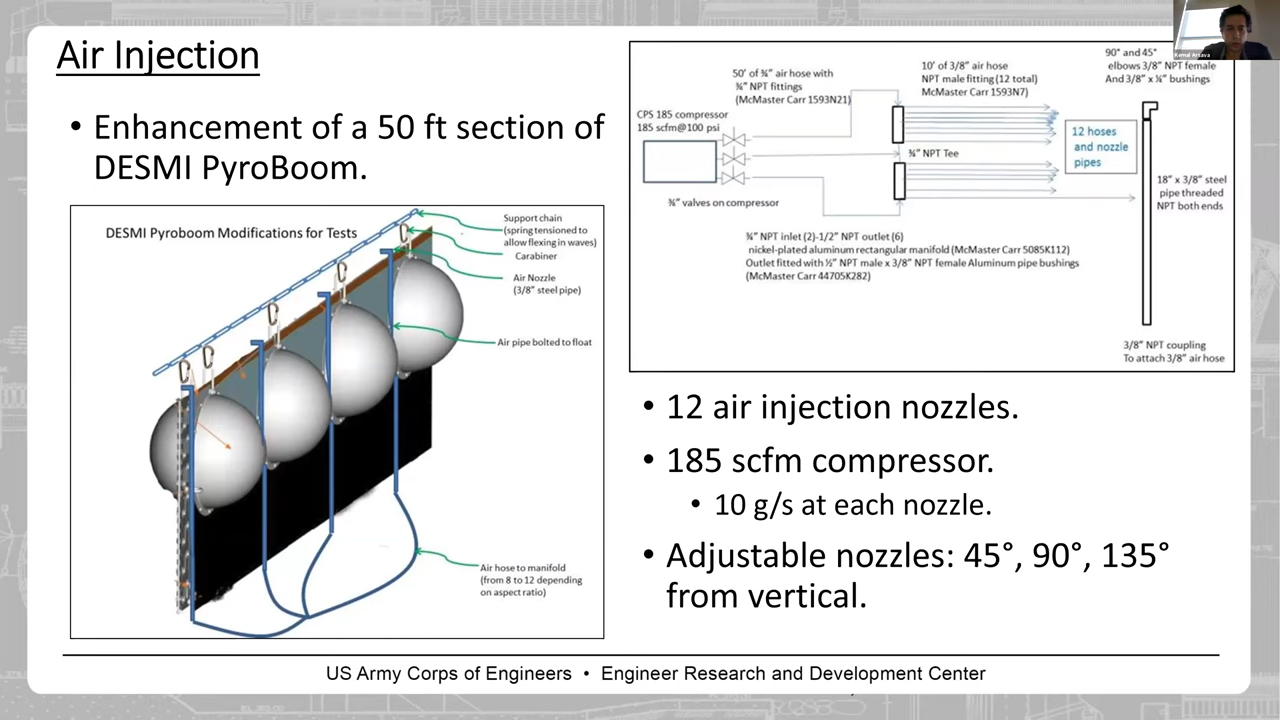 Air Injection
• Enhancement of a 50 ft section of
DESMI PyroBoom.
DESMI Pyroboom Modifications for Tests
Support chain
(spring tensioned to
allow flexing in waves)
Carabiner
Air Nozzle
(3/8" steel pipe)
Air pipe bolted to float
Air hose to manifold
(from 8 to 12 depending
on aspect ratio)
Kemal Arsava
50' of ¾" air hose with
¾" NPT fittings
(McMaster Carr 1593N21)
10' of 3/8" air hose
NPT male fitting (12 total)
McMaster Carr 1593N7)
90° and 45°
elbows 3/8" NPT female
And 3/8" x ¼" bushings
CPS 185 compressor
185 scfm@100 psi
¾" NPT Tee
12 hoses
and nozzle
pipes
18" x 3/8" steel
pipe threaded
NPT both ends
¾" valves on compressor
¾" NPT inlet (2)-1/2" NPT outlet (6)
nickel-plated aluminum rectangular manifold (McMaster Carr 5085K112)
Outlet fitted with ½" NPT male x 3/8" NPT female Aluminum pipe bushings
(McMaster Carr 44705K282)
3/8" NPT coupling
To attach 3/8" air hose
• 12 air injection nozzles.
• 185 scfm compressor.
• 10 g/s at each nozzle.
• Adjustable nozzles: 45°, 90°, 135°
from vertical.
US Army Corps of Engineers • Engineer Research and Development Center